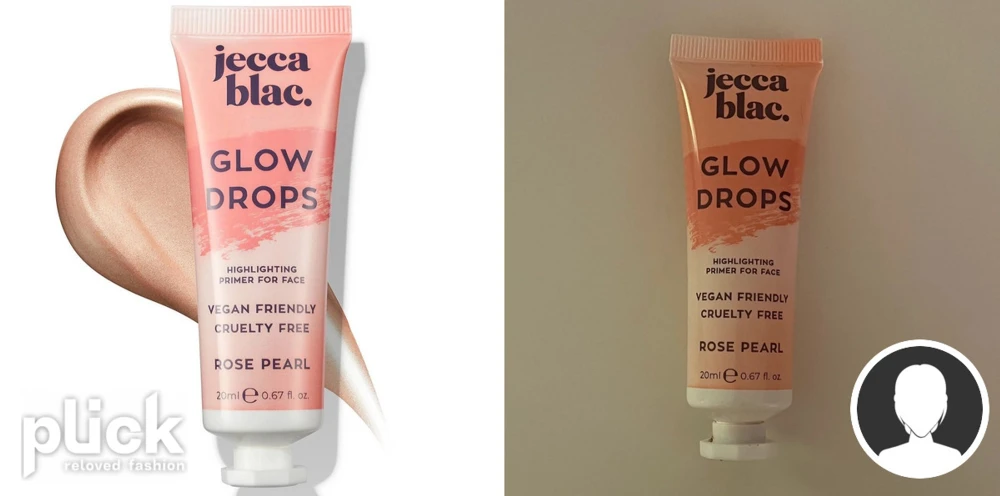 jecca
blac.
GLOW
DROPS
HIGHLIGHTING
PRIMER FOR FACE
VEGAN FRIENDLY
CRUELTY FREE
ROSE PEARL
20ml e 0.67 fl. oz.
plick
reloved fashion
jecca
blac.
GLOW
DROPS
HIGHLIGHTING
PRIMER FOR FACE
VEGAN FRIENDLY
CRUELTY FREE
ROSE PEARL
20ml e 0.67 fl. oz.